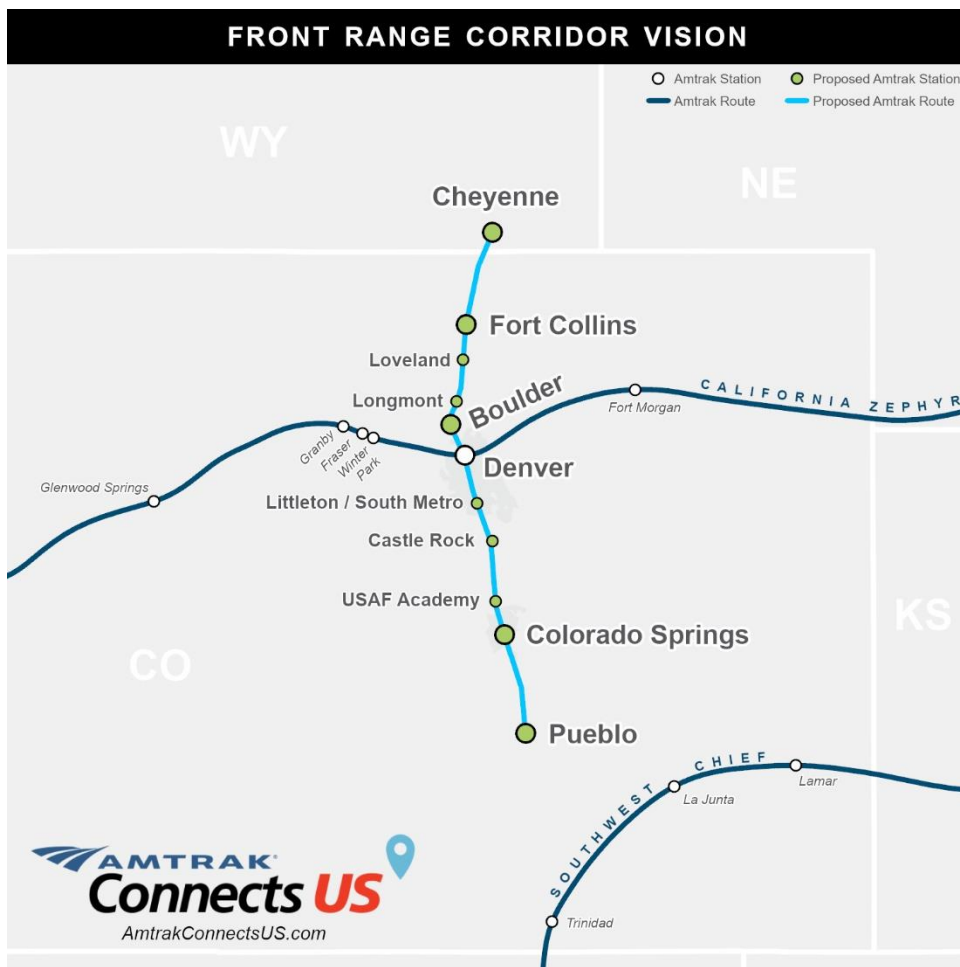 FRONT RANGE CORRIDOR VISION
Amtrak Station
Proposed Amtrak Station
Amtrak Route
Proposed Amtrak Route
WY
NE
Cheyenne
Fort Collins
Loveland
Longmont
Boulder
Fort Morgan
CALIFORNIA ZEPHYR
Granby
Fraser
Winter
Park
Denver
Glenwood Springs
Littleton / South Metro
Castle Rock
USAF Academy
Colorado Springs
KS
CO
Pueblo
SOUTHWEST CHIEF
Lamar
La Junta
Trinidad
AMTRAK
Connects US
AmtrakConnectsUS.com